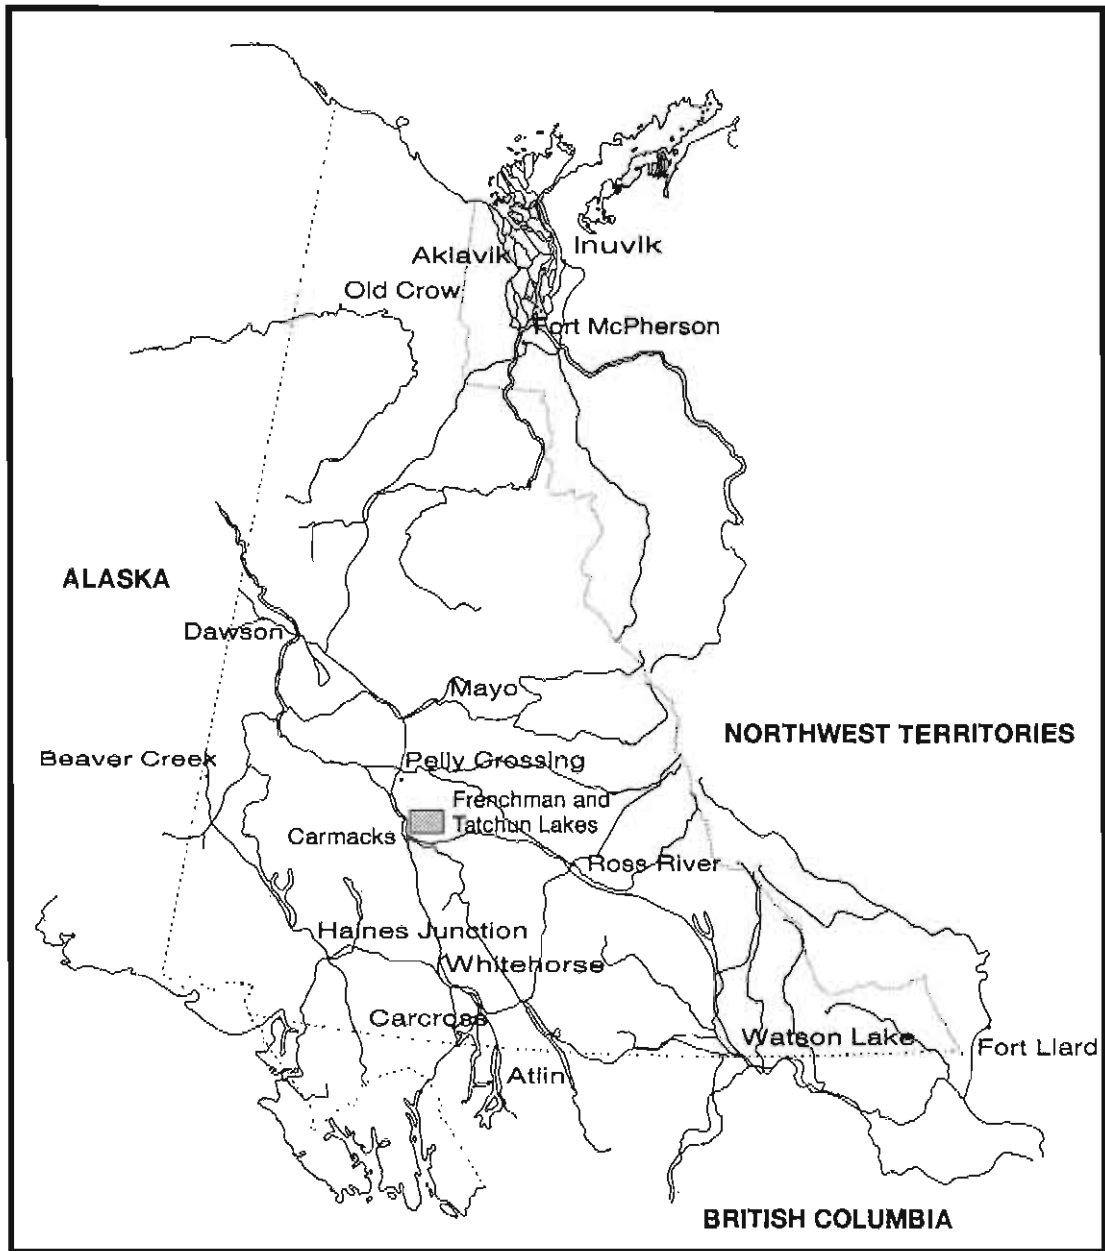 Aklavik
Inuvik
Old Crow
Fort McPherson
ALASKA
Dawson
Mayo
NORTHWEST TERRITORIES
Beaver Creek
Pelly Crossing
Frenchman and
Tatchun Lakes
Carmacks
Ross River
Haines Junction
Whitehorse
Carcross
Watson Lake
Fort Llard
Atlin
BRITISH COLUMBIA